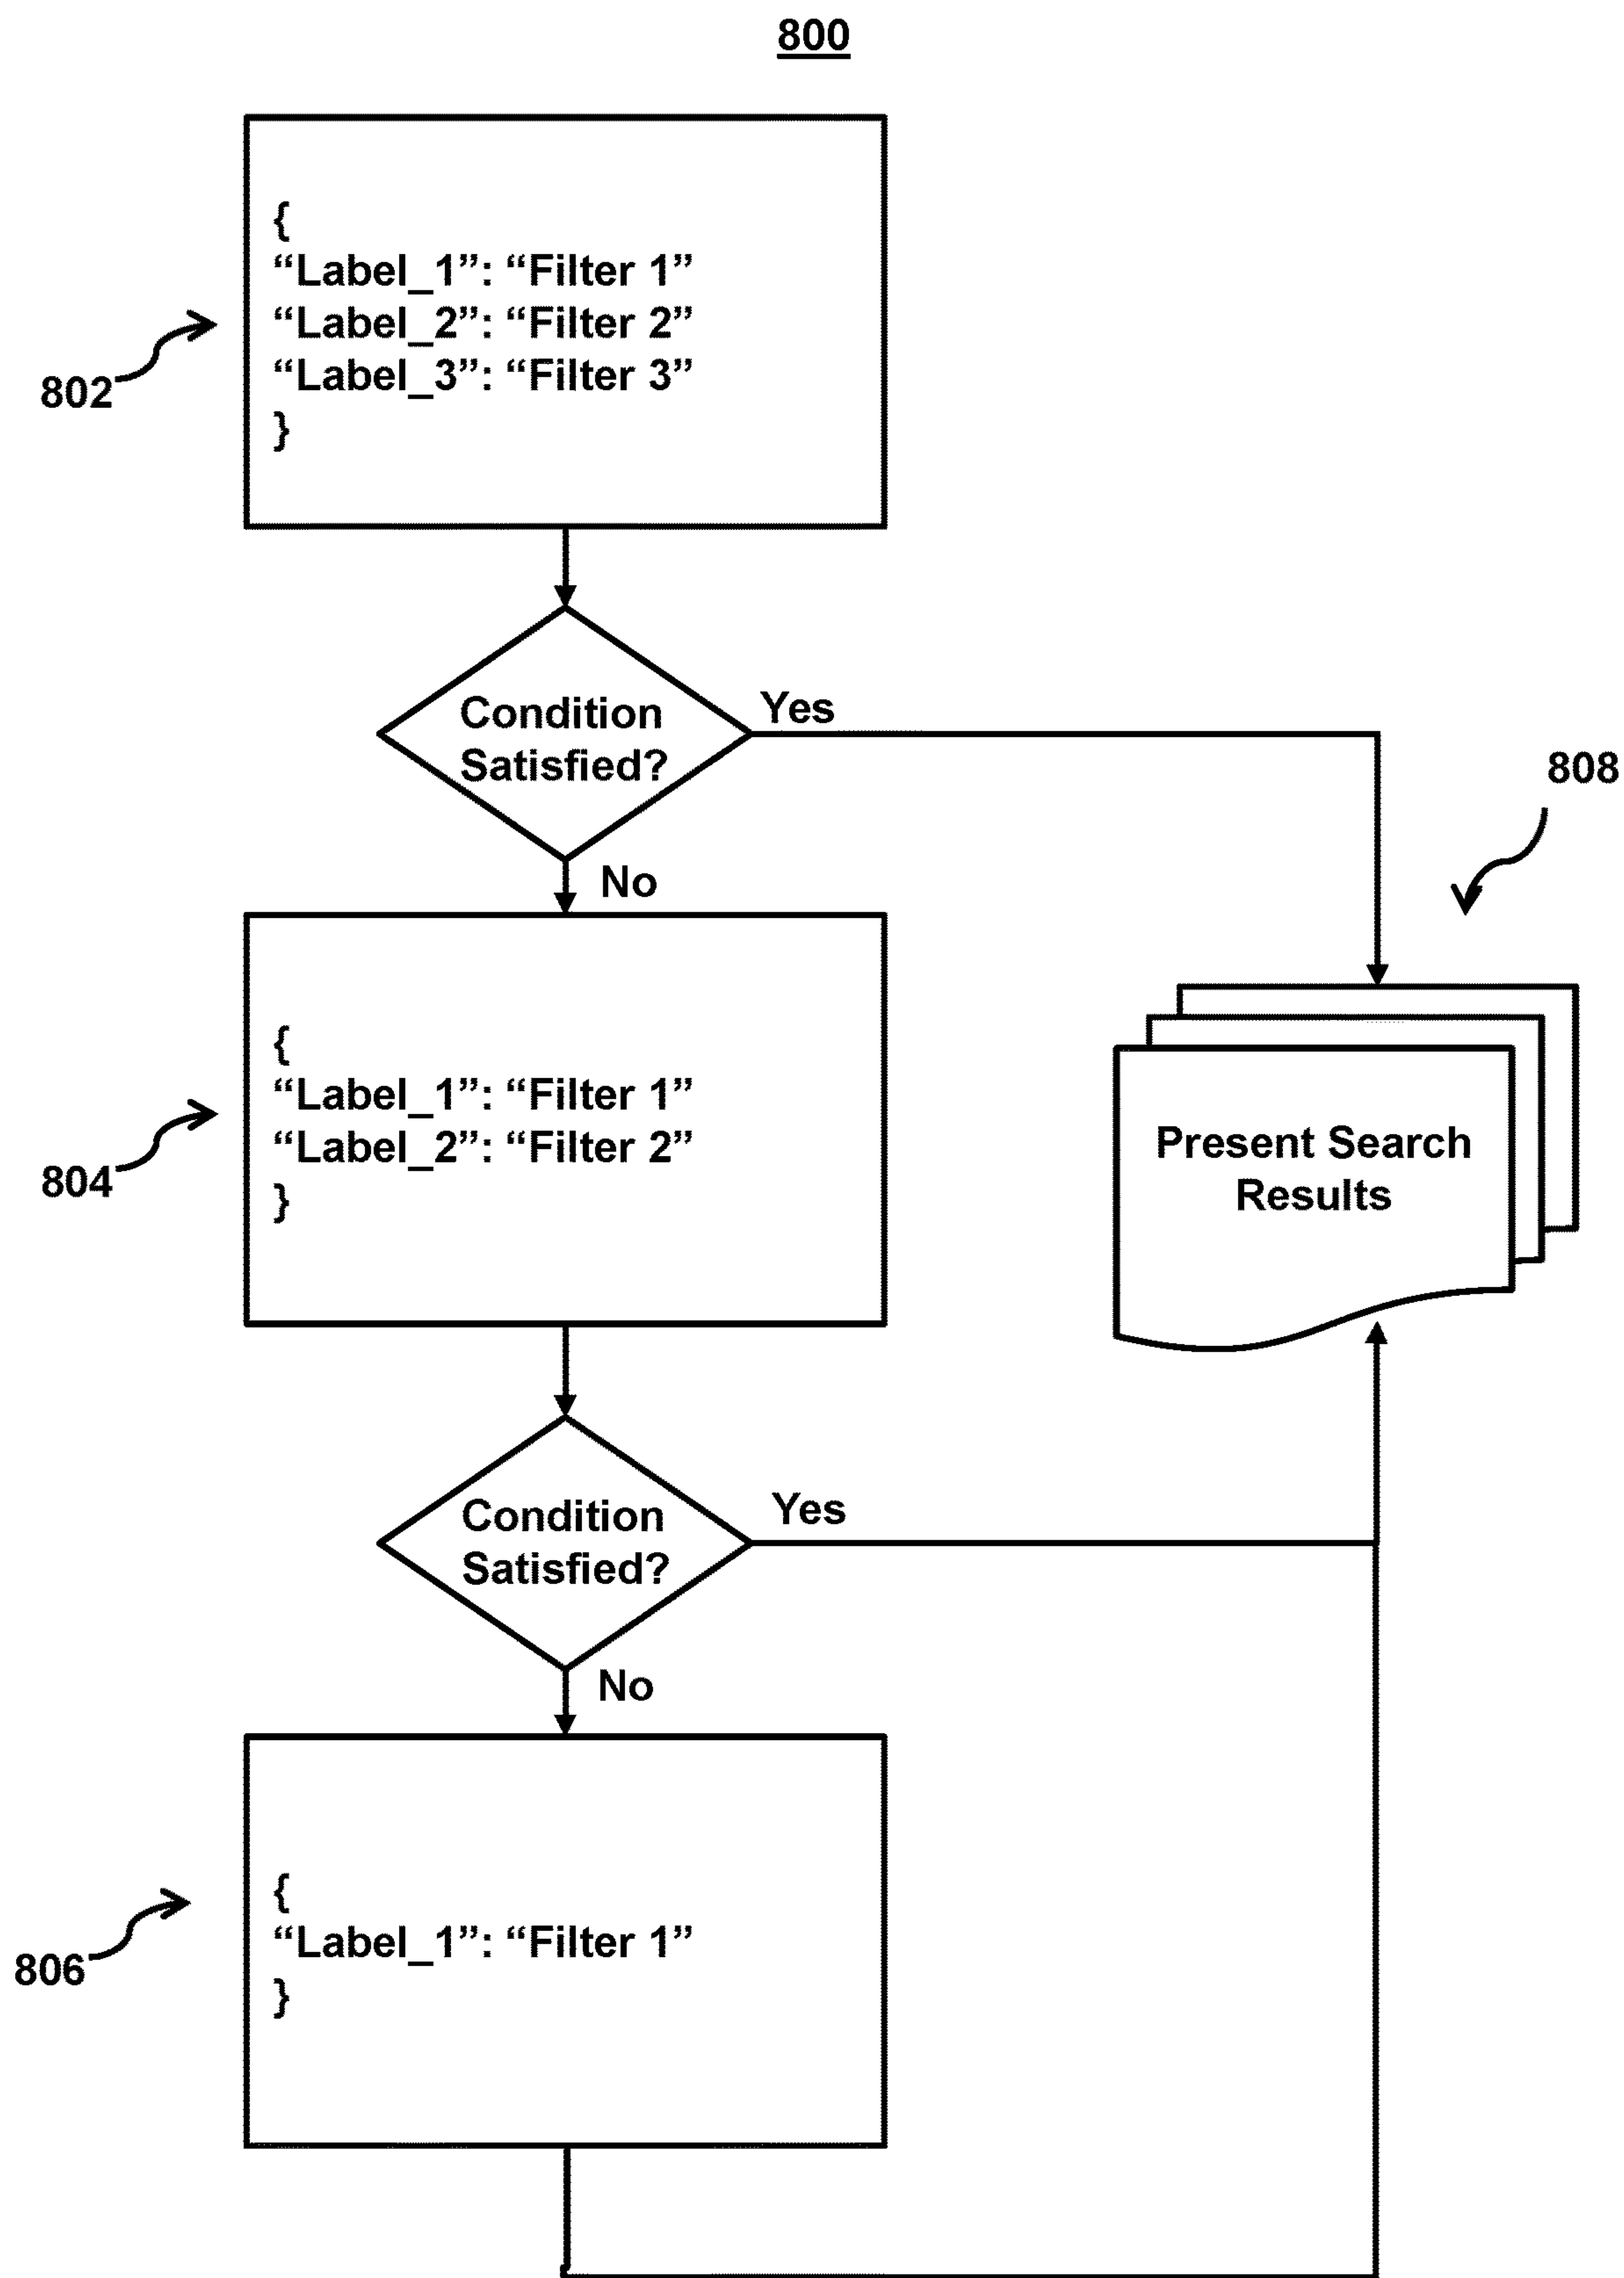 800
{
“Label_1”: “Filter 1”
“Label_2”: “Filter 2”
“Label_3”: “Filter 3”
}
802
Condition
Satisfied?
Yes
808
No
{
“Label_1”: “Filter 1”
“Label_2”: “Filter 2”
}
804
Present Search
Results
Condition
Satisfied?
Yes
No
{
“Label_1”: “Filter 1”
}
806